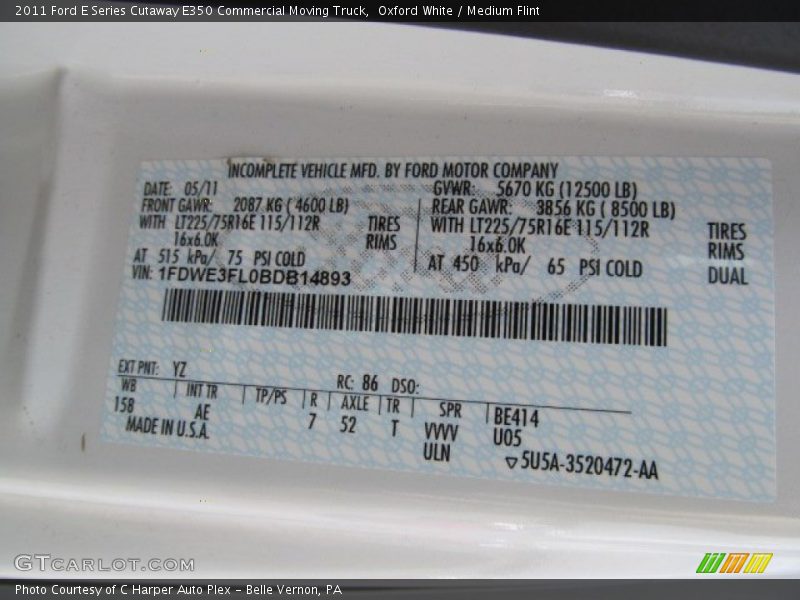 2011 Ford E Series Cutaway E350 Commercial Moving Truck, Oxford White / Medium Flint
INCOMPLETE VEHICLE MFD. BY FORD MOTOR COMPANY
DATE: 05/11 GVWR: 5670 KG (12500 LB)
FRONT GAWR: 2087 KG ( 4600 LB) REAR GAWR: 3856 KG ( 8500 LB)
WITH LT225/75R16E 115/112R TIRES WITH LT225/75R16E 115/112R TIRES
16x6.0K RIMS 16x6.0K RIMS
AT 515 kPa/ 75 PSI COLD AT 450 kPa/ 65 PSI COLD DUAL
VIN: 1FDWE3FL0BDB14893
EXT PNT: YZ RC: 86 DSO:
WB INT TR TP/PS R AXLE TR SPR BE414
158 AE 7 52 T VVVV U05
MADE IN U.S.A. ULN ▽5U5A-3520472-AA
GTCARLOT.COM
Photo Courtesy of C Harper Auto Plex – Belle Vernon, PA